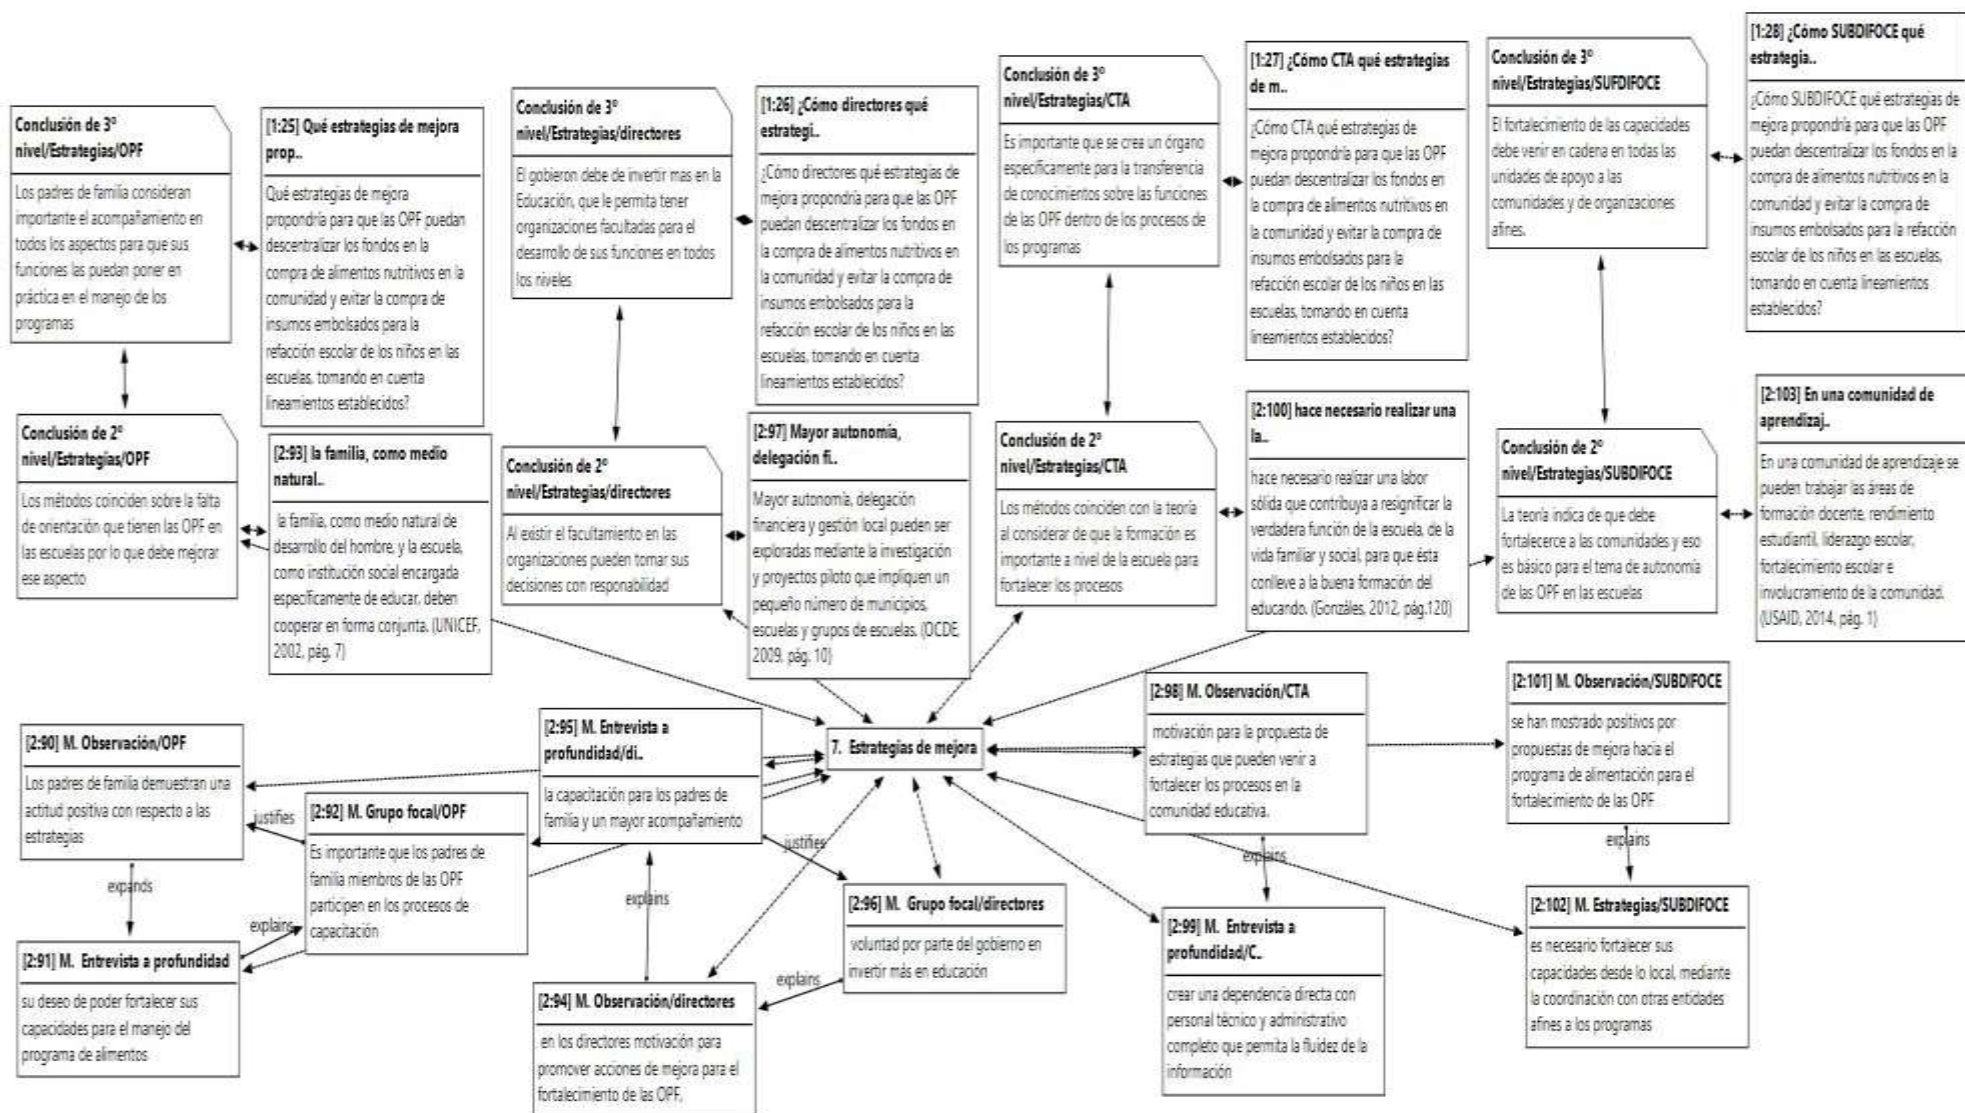 Conclusión de 3º
nivel/Estrategias/OPF
Los padres de familia consideran
importante el acompañamiento en
todos los aspectos para que sus
funciones las puedan poner en
práctica en el manejo de los
programas
[1:25] Qué estrategias de mejora
prop..
Qué estrategias de mejora
propondría para que las OPF puedan
descentralizar los fondos en la
compra de alimentos nutritivos en la
comunidad y evitar la compra de
insumos embolsados para la
refacción escolar de los niños en las
escuelas, tomando en cuenta
lineamientos establecidos?
Conclusión de 3º
nivel/Estrategias/directores
El gobieron debe de invertir mas en la
Educación, que le permita tener
organizaciones facultadas para el
desarrollo de sus funciones en todos
los niveles
[1:26] ¿Cómo directores qué
estrategi..
¿Cómo directores qué estrategias de
mejora propondría para que las OPF
puedan descentralizar los fondos en
la compra de alimentos nutritivos en
la comunidad y evitar la compra de
insumos embolsados para la
refacción escolar de los niños en las
escuelas, tomando en cuenta
lineamientos establecidos?
Conclusión de 3º
nivel/Estrategias/CTA
Es importante que se crea un órgano
específicamente para la transferencia
de conocimientos sobre las funciones
de las OPF dentro de los procesos de
los programas
[1:27] ¿Cómo CTA qué estrategias
de m..
¿Cómo CTA qué estrategias de
mejora propondría para que las OPF
puedan descentralizar los fondos en
la compra de alimentos nutritivos en
la comunidad y evitar la compra de
insumos embolsados para la
refacción escolar de los niños en las
escuelas, tomando en cuenta
lineamientos establecidos?
Conclusión de 3º
nivel/Estrategias/SUFDIFOCE
El fortalecimiento de las capacidades
debe venir en cadena en todas las
unidades de apoyo a las
comunidades y de organizaciones
afines.
[1:28] ¿Cómo SUBDIFOCE qué
estrategia..
¿Cómo SUBDIFOCE qué estrategias de
mejora propondría para que las OPF
puedan descentralizar los fondos en la
compra de alimentos nutritivos en la
comunidad y evitar la compra de
insumos embolsados para la refacción
escolar de los niños en las escuelas,
tomando en cuenta lineamientos
establecidos?
Conclusión de 2º
nivel/Estrategias/OPF
Los métodos coinciden sobre la falta
de orientación que tienen las OPF en
las escuelas por lo que debe mejorar
ese aspecto
[2:93] la familia, como medio
natural..
la familia, como medio natural de
desarrollo del hombre, y la escuela,
como institución social encargada
específicamente de educar, deben
cooperar en forma conjunta. (UNICEF,
2002, pág. 7)
Conclusión de 2º
nivel/Estrategias/directores
Al existir el facultamiento en las
organizaciones pueden tomar sus
decisiones con responsabilidad
[2:97] Mayor autonomía,
delegación fi..
Mayor autonomía, delegación
financiera y gestión local pueden ser
exploradas mediante la investigación
y proyectos piloto que impliquen un
pequeño número de municipios,
escuelas y grupos de escuelas. (OCDE,
2009, pág. 10)
Conclusión de 2º
nivel/Estrategias/CTA
Los métodos coinciden con la teoría
al considerar de que la formación es
importante a nivel de la escuela para
fortalecer los procesos
[2:100] hace necesario realizar una
la..
hace necesario realizar una labor
sólida que contribuya a resignificar la
verdadera función de la escuela, de la
vida familiar y social, para que ésta
conlleve a la buena formación del
educando. (Gonzáles, 2012, pág.120)
Conclusión de 2º
nivel/Estrategias/SUBDIFOCE
La teoría indica de que debe
fortalecerce a las comunidades y eso
es básico para el tema de autonomía
de las OPF en las escuelas
[2:103] En una comunidad de
aprendizaj..
En una comunidad de aprendizaje se
pueden trabajar las áreas de
formación docente, rendimiento
estudiantil, liderazgo escolar,
fortalecimiento escolar e
involucramiento de la comunidad.
(USAID, 2014, pág. 1)
[2:90] M. Observación/OPF
Los padres de familia demuestran una
actitud positiva con respecto a las
estrategias
justifies
expands
[2:92] M. Grupo focal/OPF
Es importante que los padres de
familia miembros de las OPF
participen en los procesos de
capacitación
explains
[2:91] M. Entrevista a profundidad
su deseo de poder fortalecer sus
capacidades para el manejo del
programa de alimentos
[2:95] M. Entrevista a
profundidad/di..
la capacitación para los padres de
familia y un mayor acompañamiento
justifies
explains
7. Estrategias de mejora
[2:96] M. Grupo focal/directores
voluntad por parte del gobierno en
invertir más en educación
explains
[2:94] M. Observación/directores
en los directores motivación para
promover acciones de mejora para el
fortalecimiento de las OPF,
[2:98] M. Observación/CTA
motivación para la propuesta de
estrategias que pueden venir a
fortalecer los procesos en la
comunidad educativa.
explains
[2:99] M. Entrevista a
profundidad/C..
crear una dependencia directa con
personal técnico y administrativo
completo que permita la fluidez de la
información
[2:101] M. Observación/SUBDIFOCE
se han mostrado positivos por
propuestas de mejora hacia el
programa de alimentación para el
fortalecimiento de las OPF
explains
[2:102] M. Estrategias/SUBDIFOCE
es necesario fortalecer sus
capacidades desde lo local, mediante
la coordinación con otras entidades
afines a los programas